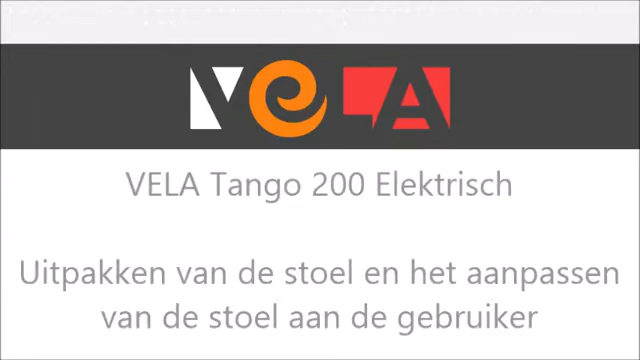 VELA
VELA Tango 200 Elektrisch
Uitpakken van de stoel en het aanpassen
van de stoel aan de gebruiker